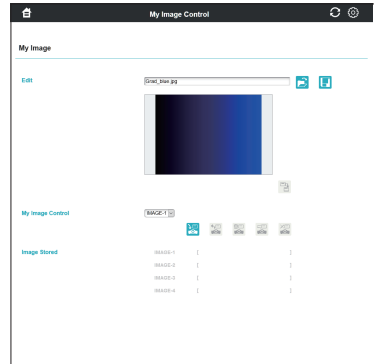 My Image Control
My Image
Edit
Grad_blue.jpg
My Image Control
IMAGE-1
Image Stored
IMAGE-1 [ ]
IMAGE-2 [ ]
IMAGE-3 [ ]
IMAGE-4 [ ]